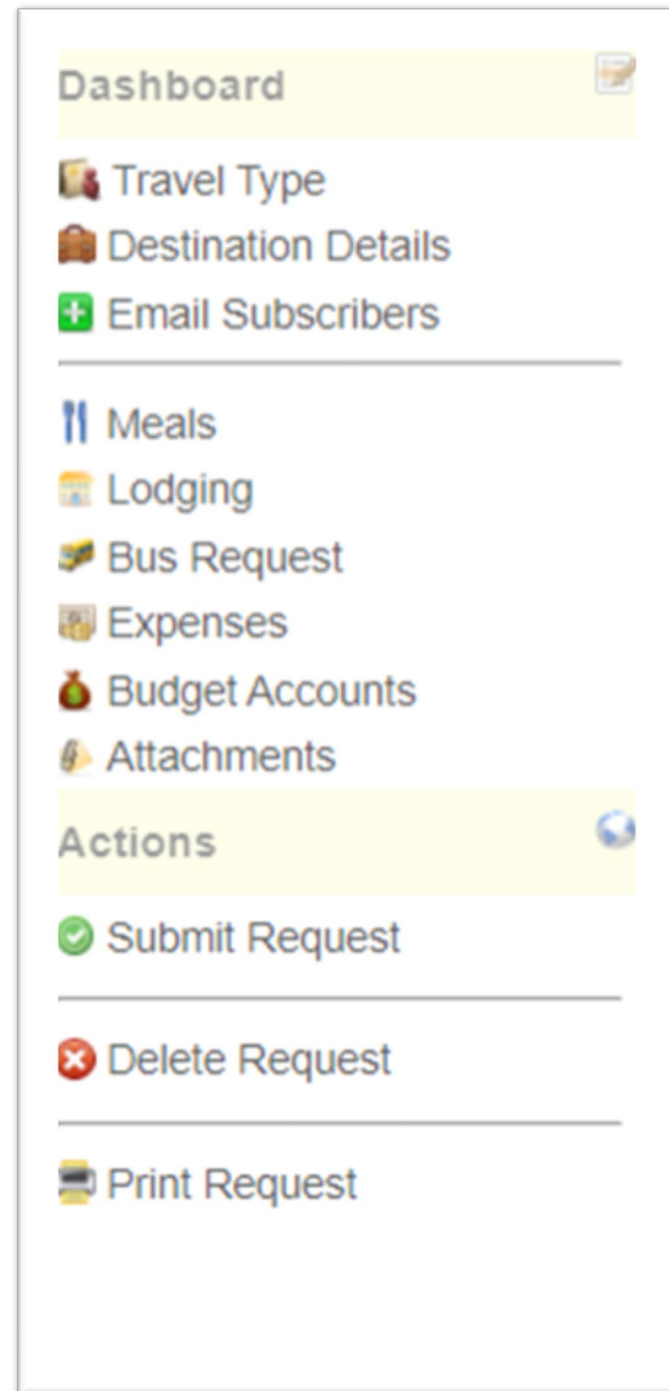 Dashboard
Travel Type
Destination Details
Email Subscribers
Meals
Lodging
Bus Request
Expenses
Budget Accounts
Attachments
Actions
Submit Request
Delete Request
Print Request